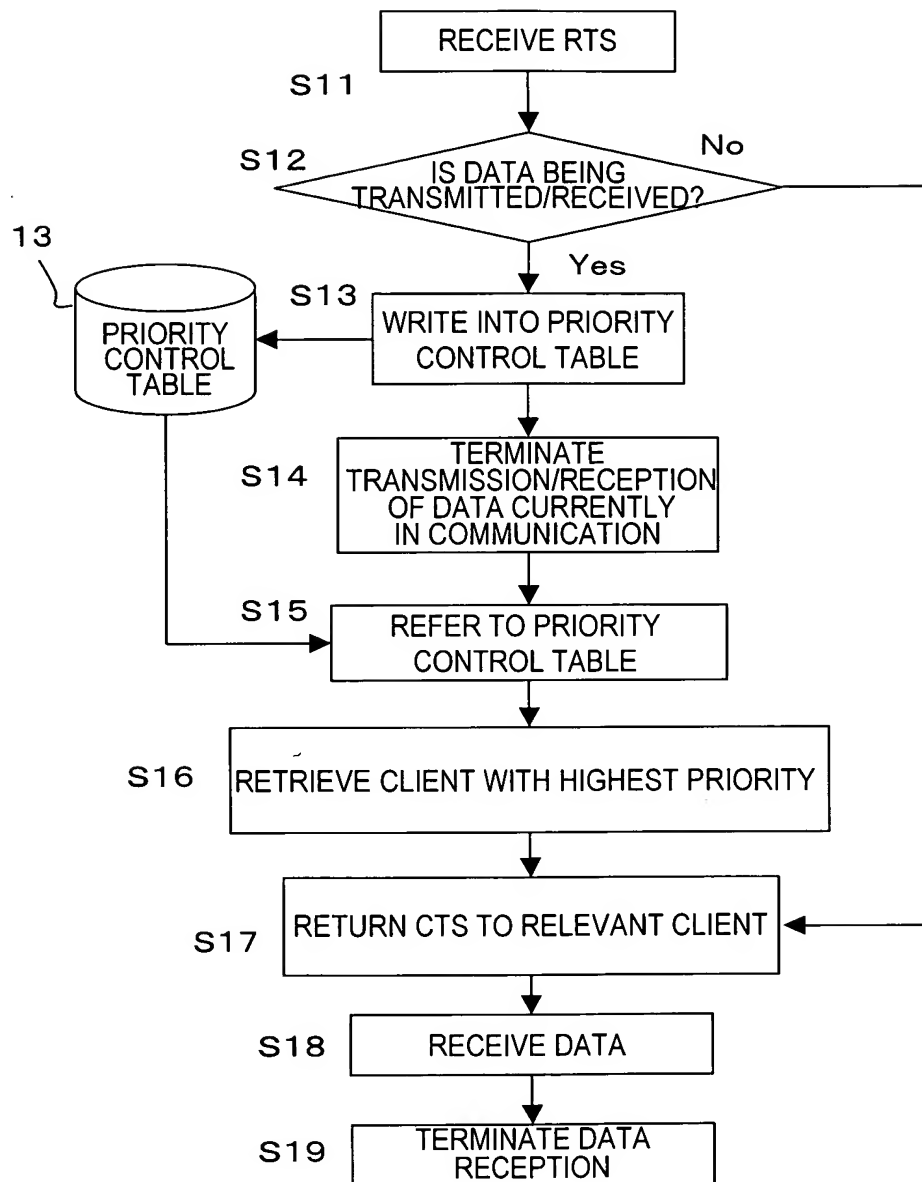 RECEIVE RTS
S11
S12
No
IS DATA BEING
TRANSMITTED/RECEIVED?
13
Yes
S13
WRITE INTO PRIORITY
CONTROL TABLE
PRIORITY
CONTROL
TABLE
S14
TERMINATE
TRANSMISSION/RECEPTION
OF DATA CURRENTLY
IN COMMUNICATION
S15
REFER TO PRIORITY
CONTROL TABLE
S16
RETRIEVE CLIENT WITH HIGHEST PRIORITY
S17
RETURN CTS TO RELEVANT CLIENT
S18
RECEIVE DATA
S19
TERMINATE DATA
RECEPTION